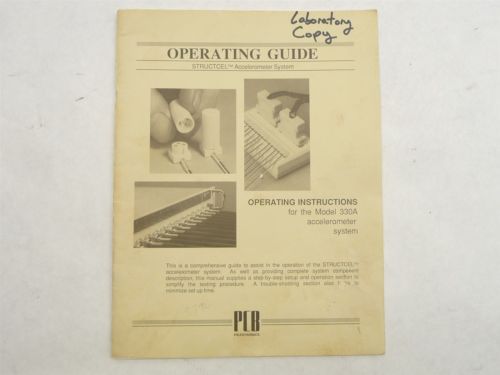 Laboratory
Copy
OPERATING GUIDE
STRUCTCEL™ Accelerometer System
OPERATING INSTRUCTIONS
for the Model 330A
accelerometer
system
This is a comprehensive guide to assist in the operation of the STRUCTCEL™
accelerometer system. As well as providing complete system component
description, this manual supplies a step-by-step setup and operation section to
simplify the testing procedure. A trouble-shooting section also
minimize set up time.
PCB
PIEZOTRONICS